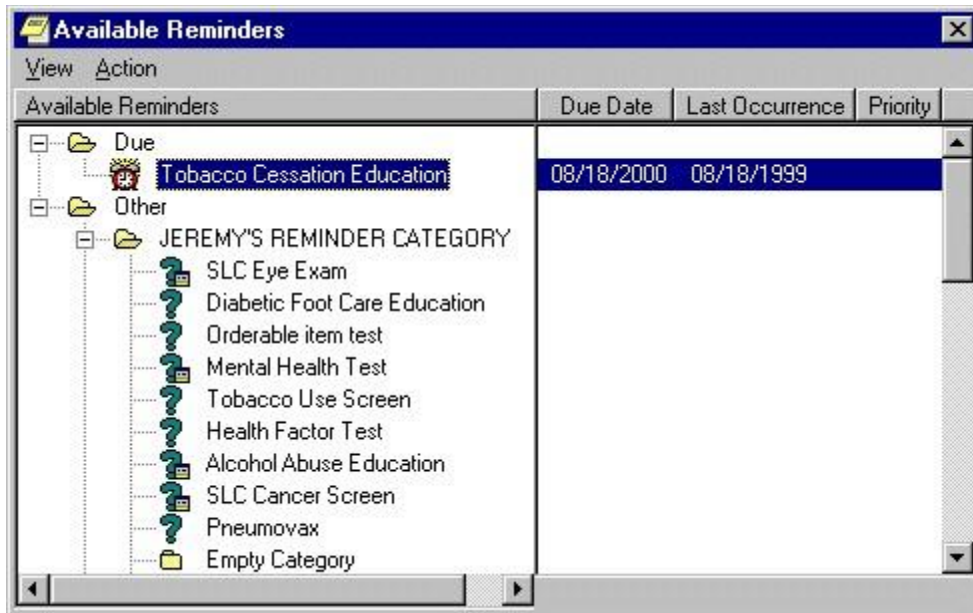 Available Reminders
View Action
Available Reminders Due Date Last Occurrence Priority
Due
Tobacco Cessation Education 08/18/2000 08/18/1999
Other
JEREMY'S REMINDER CATEGORY
SLC Eye Exam
Diabetic Foot Care Education
Orderable item test
Mental Health Test
Tobacco Use Screen
Health Factor Test
Alcohol Abuse Education
SLC Cancer Screen
Pneumovax
Empty Category